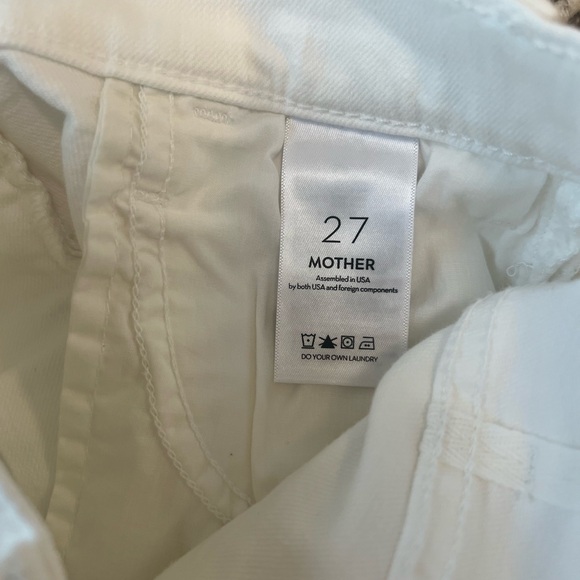 27
MOTHER
Assembled in USA
by both USA and foreign components
DO YOUR OWN LAUNDRY